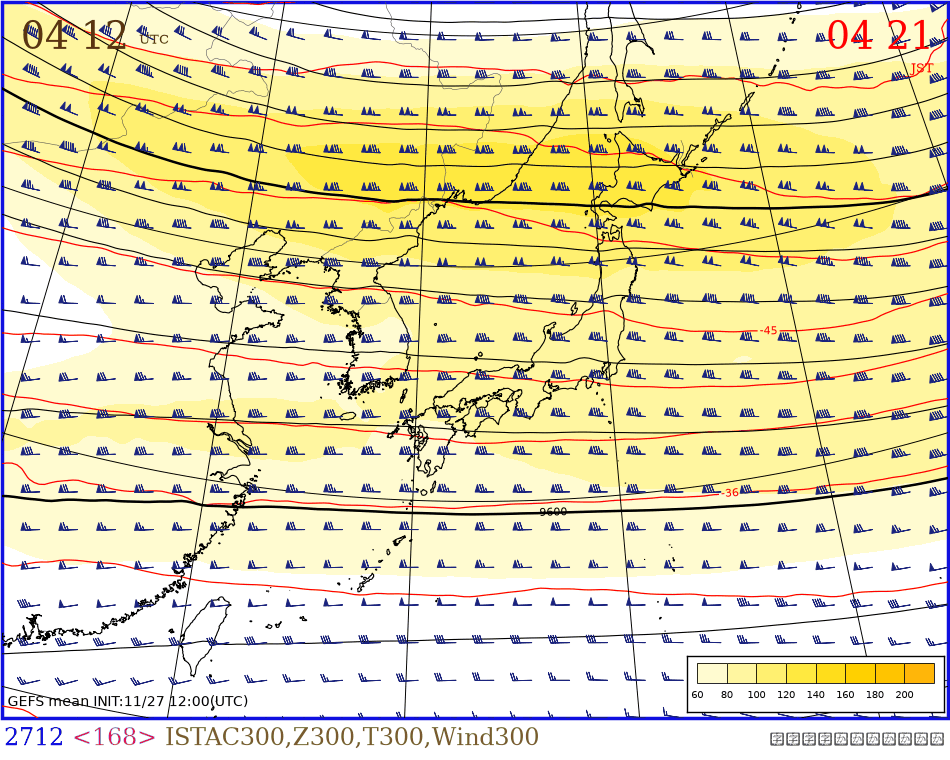 04 12 UTC
04 21 JST
-45
-36
9600
60 80 100 120 140 160 180 200
GEFS mean INIT:11/27 12:00(UTC)
2712 <168> ISTAC300,Z300,T300,Wind300